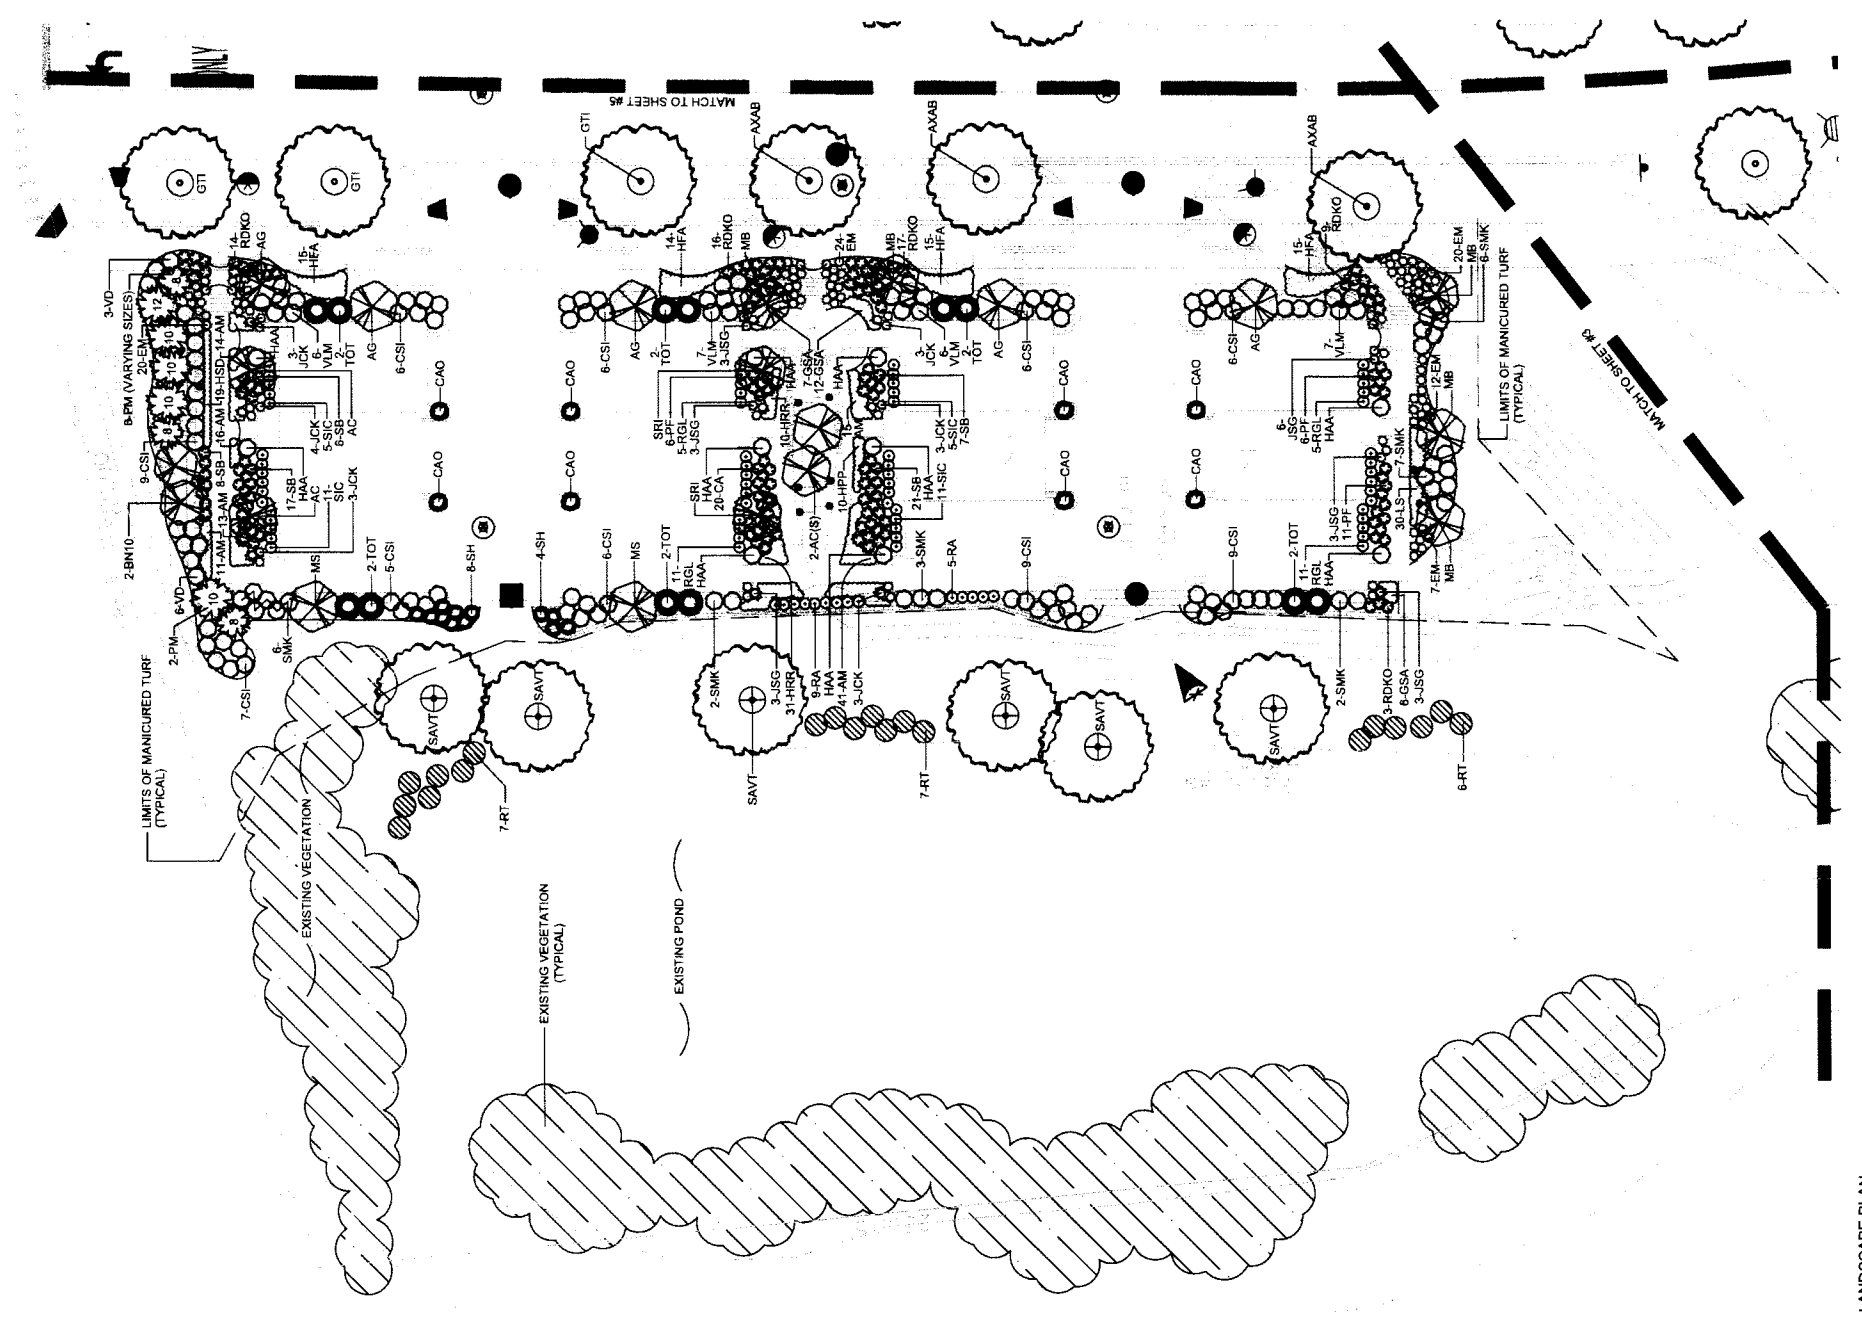 ONLY
MATCH TO SHEET #5
GTI
GTI
GTI
AXAB
AXAB
AXAB
3-VD
8-PM (VARYING SIZES)
20-EM
14-
RDKO
AG
15-
HFA
14-
HFA
16-
RDKO
MB
24-
EM
MB
17-
RDKO
15-
HFA
15-
HFA
9-
RDKO
20-EM
MB
6-SMK
LIMITS OF MANICURED TURF
(TYPICAL)
MATCH TO SHEET #3
14-AM
HAA
3-
JCK
6-
VLM
2-
TOT
AG
6-CSI
6-CSI
AG
2-
TOT
7-
VLM
3-JSG
HAA
7-GSA
12-GSA
HAA
3-
JCK
6-
VLM
2-
TOT
AG
6-CSI
6-CSI
AG
7-
VLM
12-EM
MB
19-HSD
16-AM
4-JCK
5-SIC
6-SB
AC
CAO
CAO
SRI
6-PF
5-RGL
3-JSG
10-HRR
15-
AM
3-JCK
5-SIC
7-SB
CAO
CAO
6-
JSG
6-PF
5-RGL
HAA
9-CSI
8-SB
2-BN10
13-AM
11-AM
17-SB
HAA
AC
11-
SIC
3-JCK
CAO
CAO
SRI
HAA
20-CA
2-AC(S)
10-HPP
21-SB
HAA
11-SIC
CAO
CAO
3-JSG
11-PF
30-LS
7-SMK
7-EM
MB
6-VD
2-PM
6-
SMK
MS
2-TOT
5-CSI
8-SH
4-SH
6-CSI
MS
2-TOT
11-
RGL
HAA
3-SMK
5-RA
9-CSI
9-CSI
2-TOT
11-
RGL
HAA
7-CSI
LIMITS OF MANICURED TURF
(TYPICAL)
2-SMK
3-JSG
31-HRR
9-RA
HAA
41-AM
3-JCK
2-SMK
3-RDKO
6-GSA
3-JSG
SAVT
SAVT
SAVT
SAVT
SAVT
SAVT
7-RT
7-RT
6-RT
EXISTING VEGETATION
EXISTING VEGETATION
(TYPICAL)
EXISTING POND
LANDSCAPE PLAN